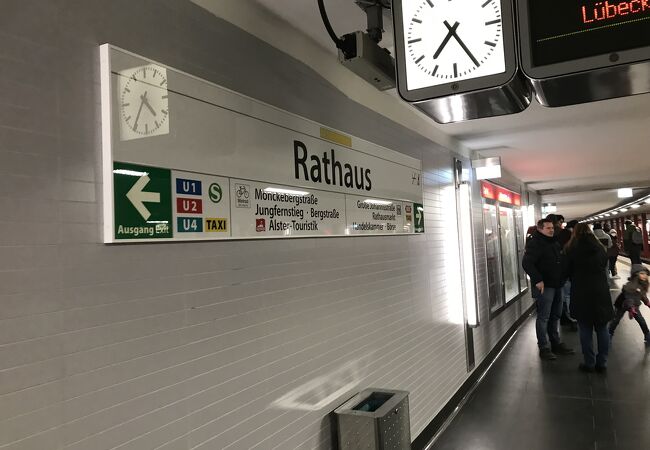 Lübeck
Rathaus
Ausgang Exit
U1
U2
U4
S
TAXI
Mönckebergstraße
Jungfernstieg · Bergstraße
Alster-Touristik
Große Johannisstraße
Rathausmarkt
Handelskammer · Börse